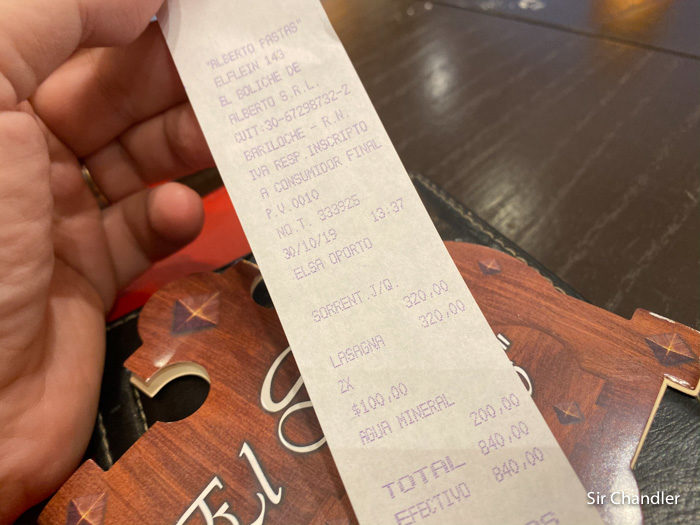 "ALBERTO PASTAS"
ELFLEIN 143
EL BOLICHE DE
ALBERTO S.R.L.
CUIT:30-67298732-2
BARILOCHE - R.N.
IVA RESP.INSCRIPTO
A CONSUMIDOR FINAL
P.V.0010
NO.T. 333925
30/10/19 13:37
ELSA OPORTO
SORRENT.J/Q.
320,00
LASAGNA 320,00
2X
$100,00
AGUA MINERAL
200,00
TOTAL 840,00
EFECTIVO 840,00
El
Sir Chandler